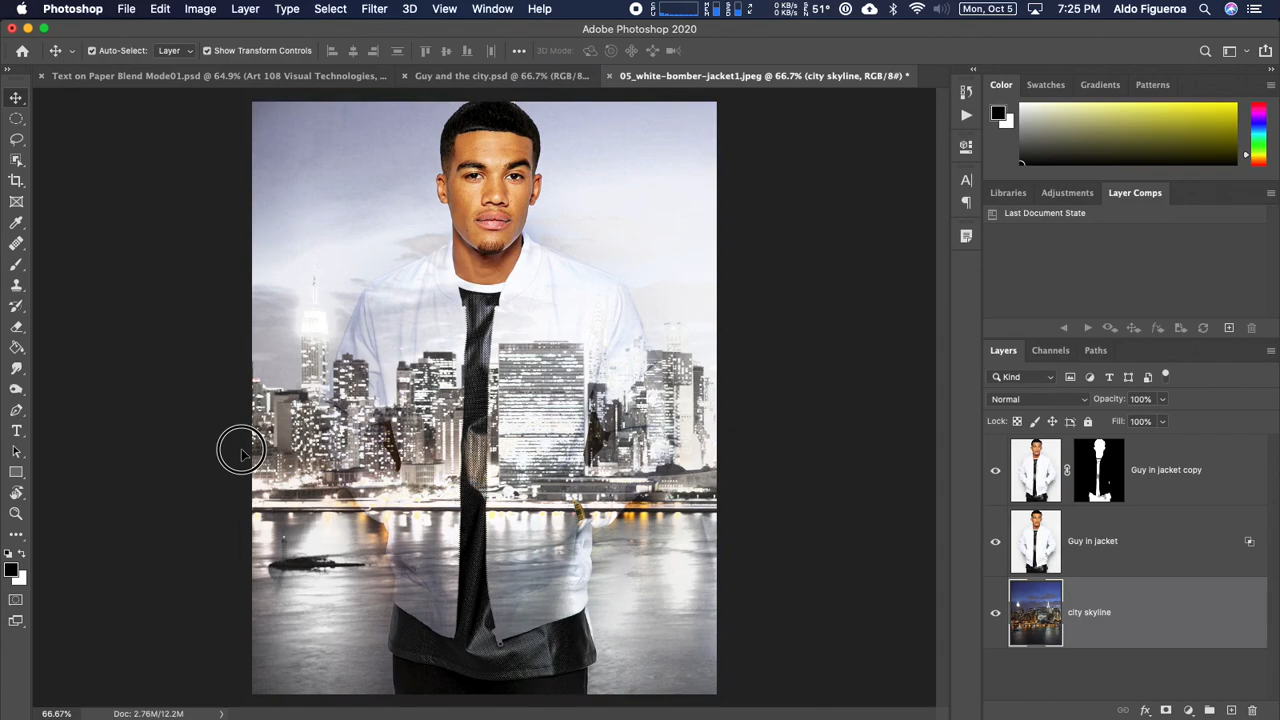 Photoshop File Edit Image Layer Type Select Filter 3D View Window Help 0 KB/s 0 KB/s 51° Mon, Oct 5 7:25 PM Aldo Figueroa
Adobe Photoshop 2020
Auto-Select: Layer Show Transform Controls 3D Mode:
Text on Paper Blend Mode01.psd @ 64.9% (Art 108 Visual Technologies, ... Guy and the city.psd @ 66.7% (RGB/8... 05_white-bomber-jacket1.jpeg @ 66.7% (city skyline, RGB/8#) *
Color Swatches Gradients Patterns
Libraries Adjustments Layer Comps
Last Document State
Layers Channels Paths
Kind
Normal Opacity: 100%
Lock: Fill: 100%
Guy in jacket copy
Guy in jacket
city skyline
66.67% Doc: 2.76M/12.2M